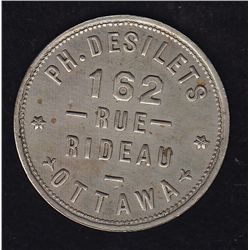 PH. DESILETS
162
RUE
RIDEAU
OTTAWA